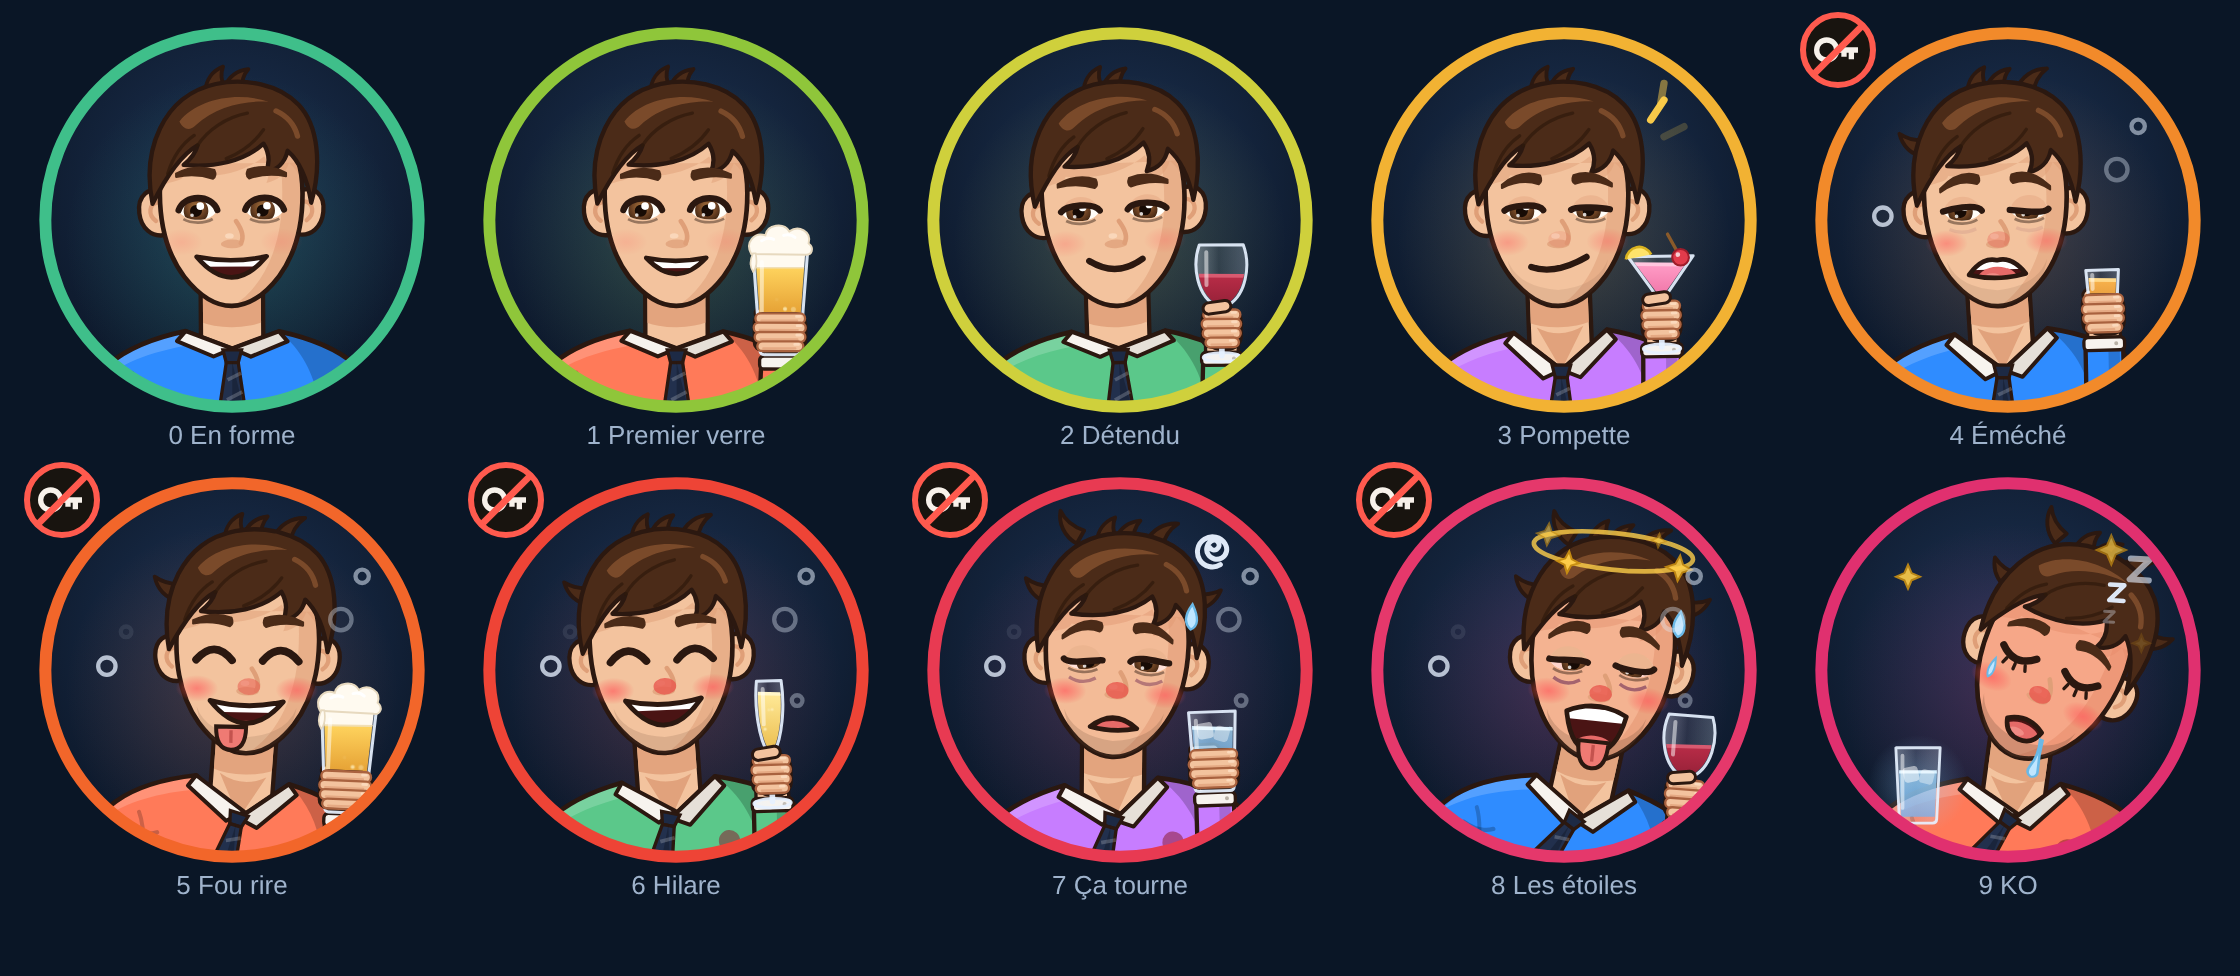 0 En forme
1 Premier verre
2 Détendu
3 Pompette
4 Éméché
z
z
z
5 Fou rire
6 Hilare
7 Ça tourne
8 Les étoiles
9 KO